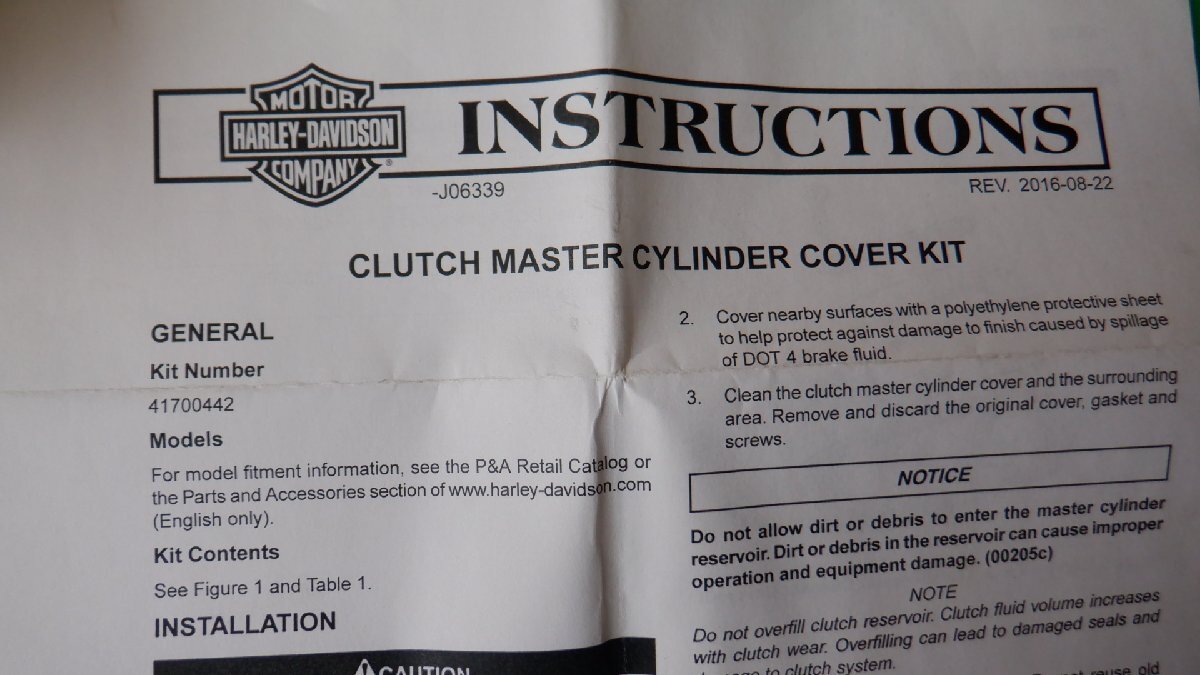 MOTOR
HARLEY-DAVIDSON
COMPANY
®
INSTRUCTIONS
-J06339
REV. 2016-08-22
CLUTCH MASTER CYLINDER COVER KIT
GENERAL
Kit Number
41700442
Models
For model fitment information, see the P&A Retail Catalog or
the Parts and Accessories section of www.harley-davidson.com
(English only).
Kit Contents
See Figure 1 and Table 1.
INSTALLATION
CAUTION
2. Cover nearby surfaces with a polyethylene protective sheet
to help protect against damage to finish caused by spillage
of DOT 4 brake fluid.
3. Clean the clutch master cylinder cover and the surrounding
area. Remove and discard the original cover, gasket and
screws.
NOTICE
Do not allow dirt or debris to enter the master cylinder
reservoir. Dirt or debris in the reservoir can cause improper
operation and equipment damage. (00205c)
NOTE
Do not overfill clutch reservoir. Clutch fluid volume increases
with clutch wear. Overfilling can lead to damaged seals and
to clutch system.
reuse old